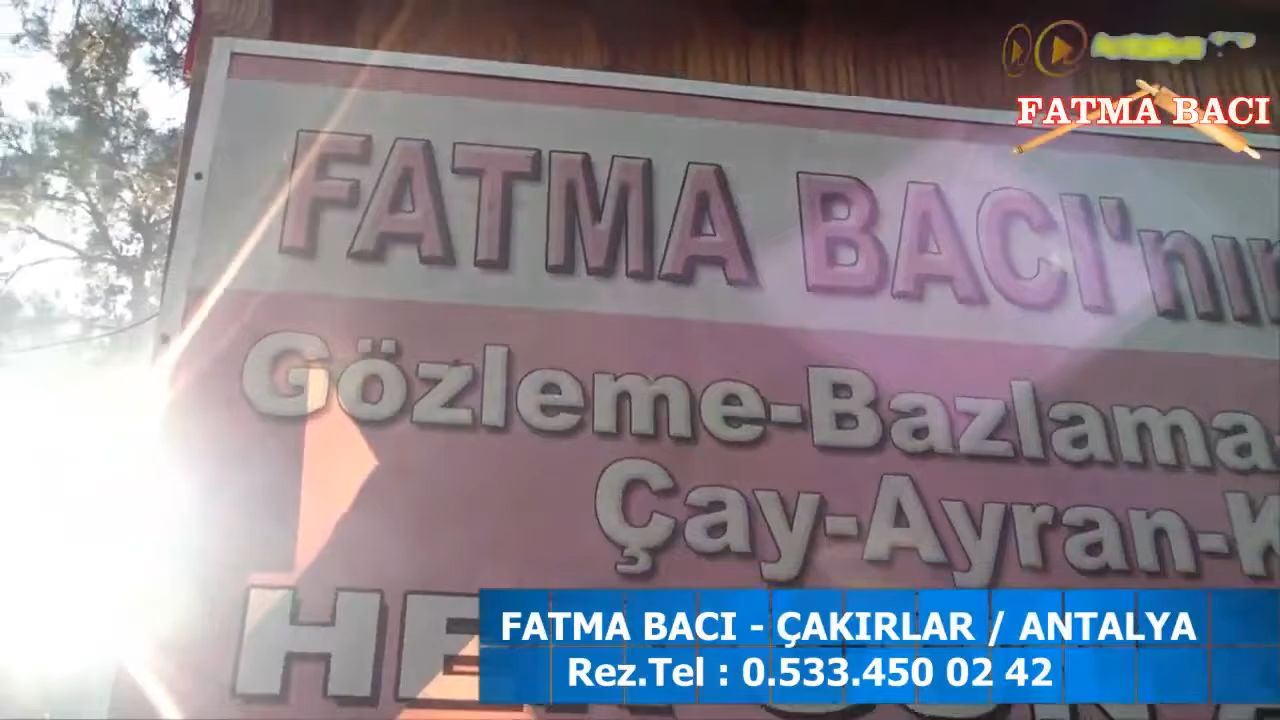 FATMA BACI
FATMA BACI'nın
Gözleme-Bazlama-
Çay-Ayran-K
HER
FATMA BACI - ÇAKIRLAR / ANTALYA
Rez.Tel : 0.533.450 02 42